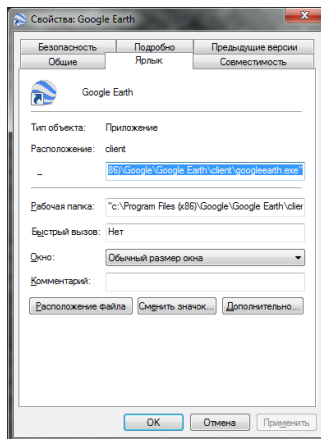 Свойства: Google Earth
Безопасность Подробно Предыдущие версии
Общие Ярлык Совместимость
Google Earth
Тип объекта: Приложение
Расположение: client
_ 86)\Google\Google Earth\client\googleearth.exe"
Рабочая папка: "c:\Program Files (x86)\Google\Google Earth\clier
Быстрый вызов: Нет
Окно: Обычный размер окна
Комментарий:
Расположение файла Сменить значок... Дополнительно...
OK Отмена Применить